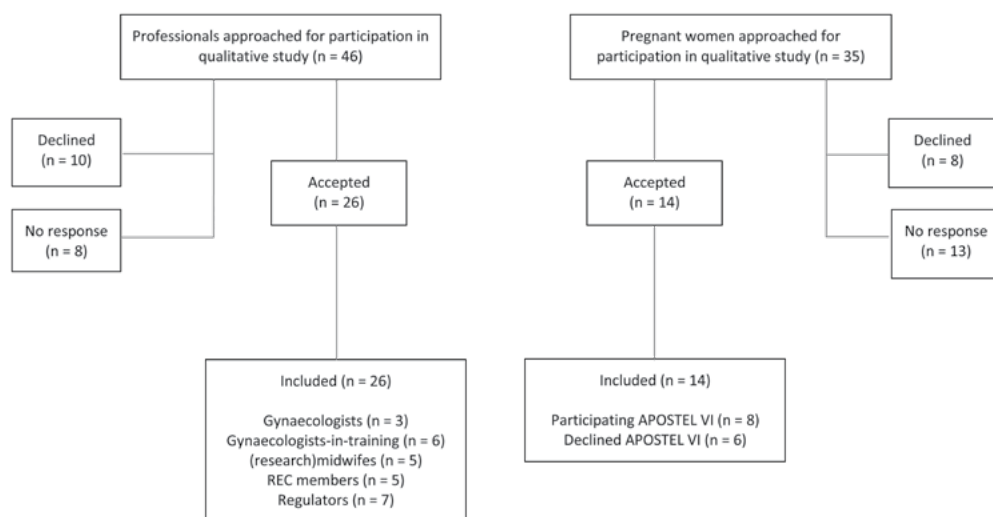 Professionals approached for participation in
qualitative study (n = 46)
Declined
(n = 10)
Accepted
(n = 26)
No response
(n = 8)
Included (n = 26)
Gynaecologists (n = 3)
Gynaecologists-in-training (n = 6)
(research)midwifes (n = 5)
REC members (n = 5)
Regulators (n = 7)
Pregnant women approached for
participation in qualitative study (n = 35)
Declined
(n = 8)
Accepted
(n = 14)
No response
(n = 13)
Included (n = 14)
Participating APOSTEL VI (n = 8)
Declined APOSTEL VI (n = 6)